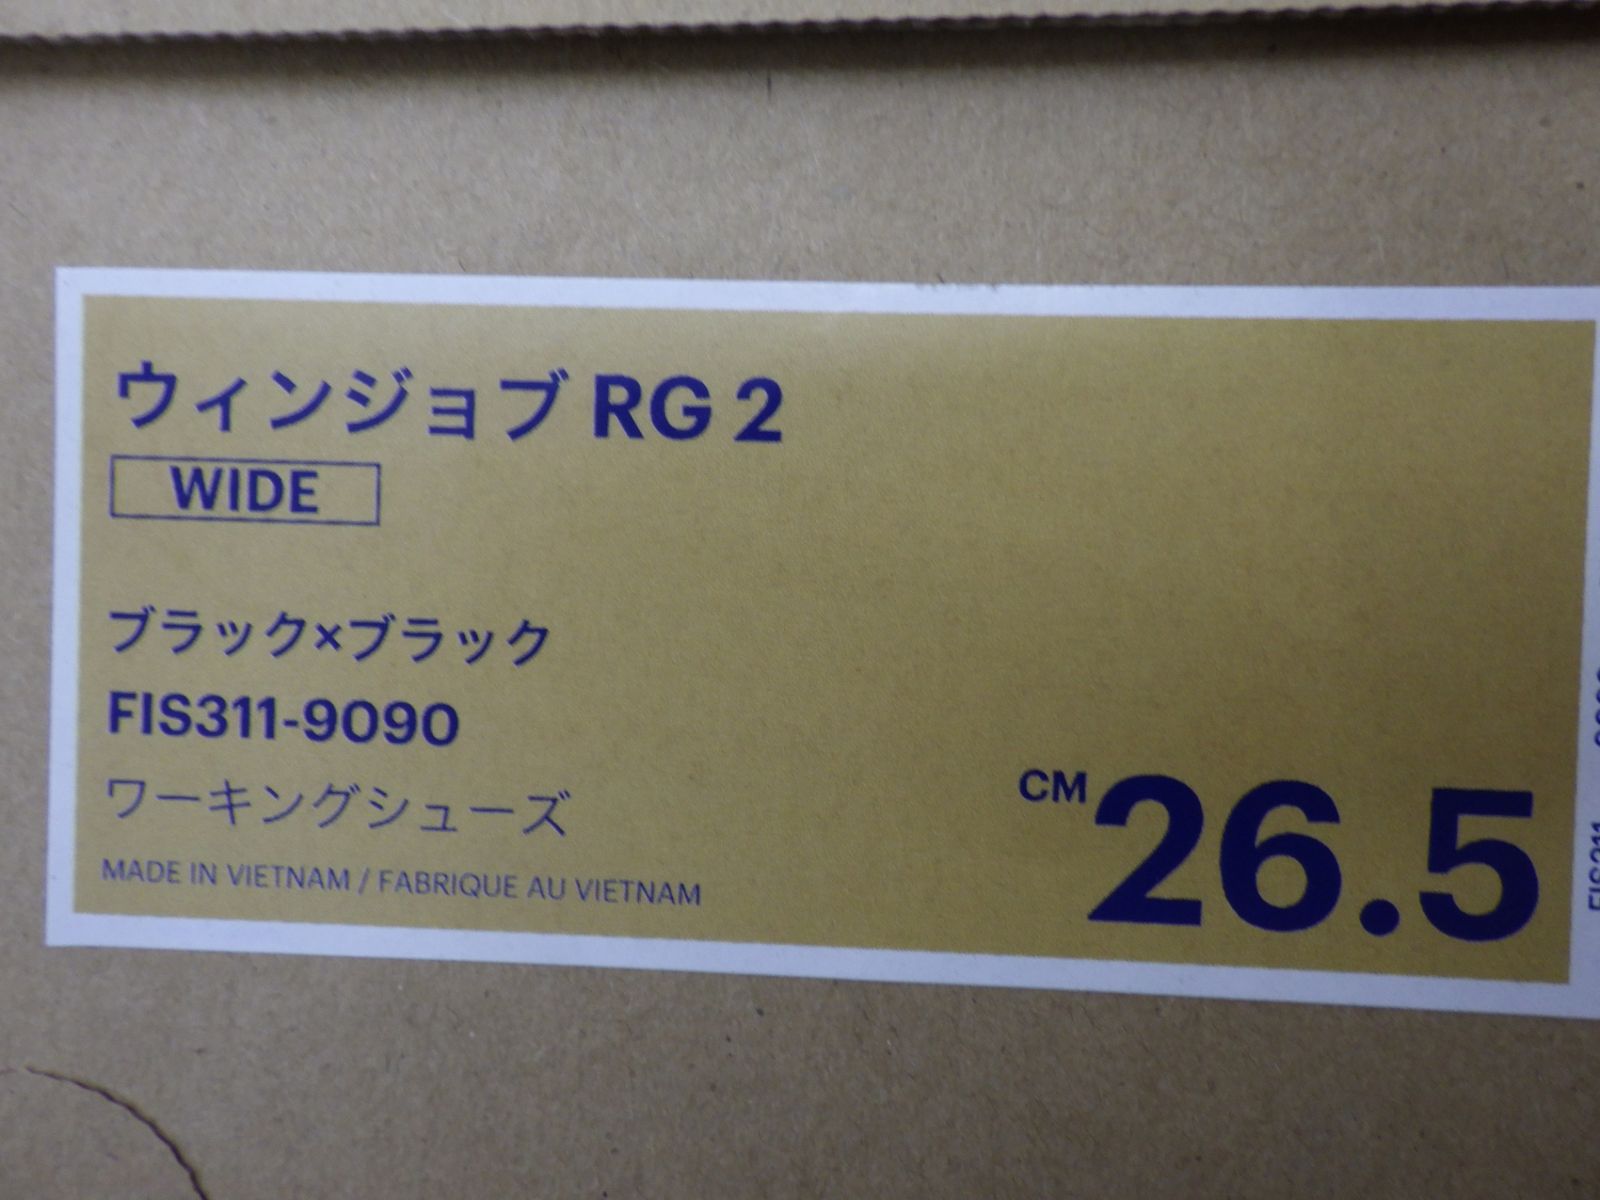 ウィンジョブ RG 2
WIDE
ブラック×ブラック
FIS311-9090
ワーキングシューズ
MADE IN VIETNAM / FABRIQUE AU VIETNAM
CM 26.5